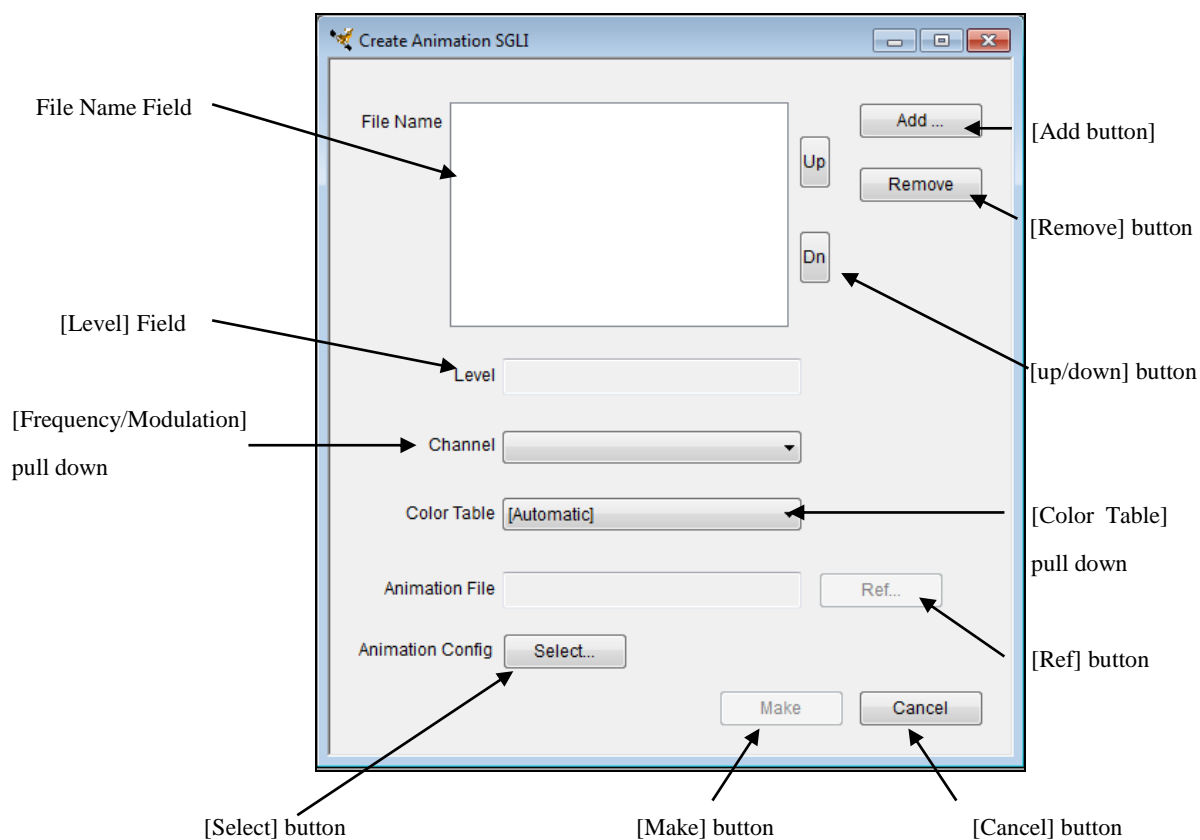 Create Animation SGLI
File Name Field
File Name
Add ...
[Add button]
Up
Remove
[Remove] button
Dn
[Level] Field
Level
[up/down] button
[Frequency/Modulation]
pull down
Channel
Color Table
[Automatic]
[Color Table]
pull down
Animation File
Ref...
Animation Config
Select...
[Ref] button
Make
Cancel
[Select] button
[Make] button
[Cancel] button